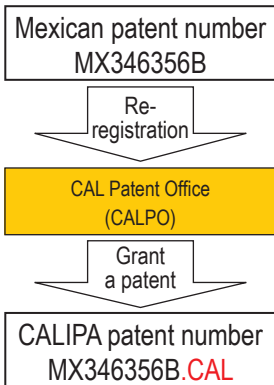 Mexican patent number
MX346356B
Re-
registration
CAL Patent Office
(CALPO)
Grant
a patent
CALIPA patent number
MX346356B.CAL